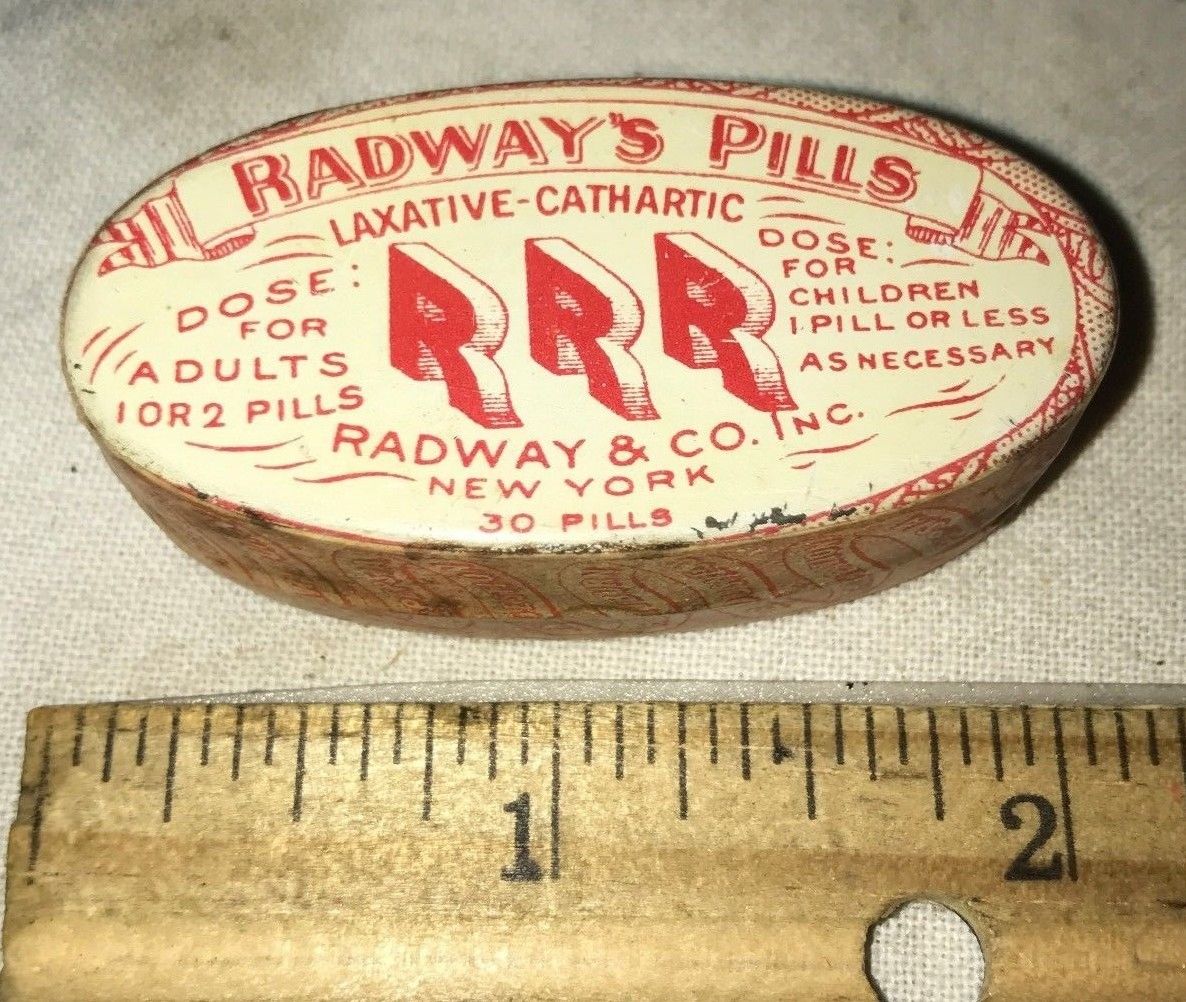 RADWAY'S PILLS
LAXATIVE-CATHARTIC
DOSE:
FOR
ADULTS
1 OR 2 PILLS
R R R
DOSE:
FOR
CHILDREN
1 PILL OR LESS
AS NECESSARY
RADWAY & CO. INC.
NEW YORK
30 PILLS
1
2